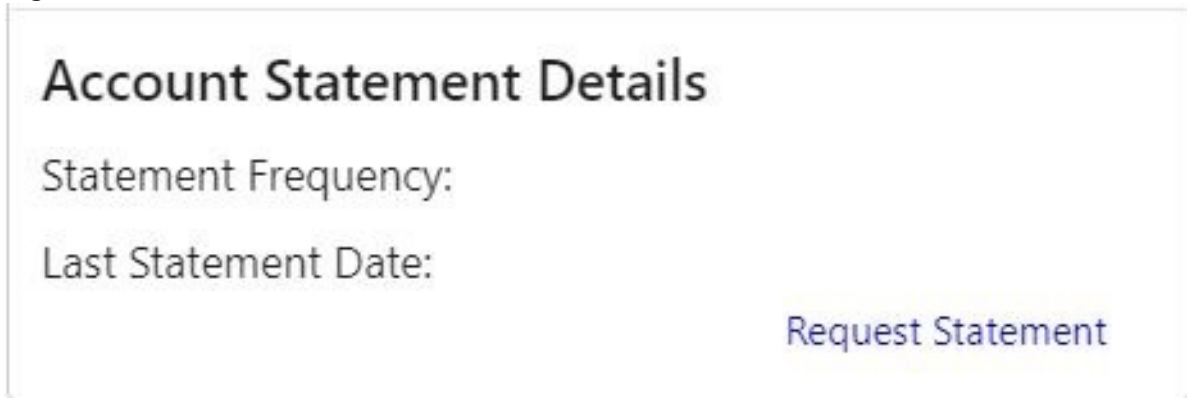 Account Statement Details
Statement Frequency:
Last Statement Date:
Request Statement